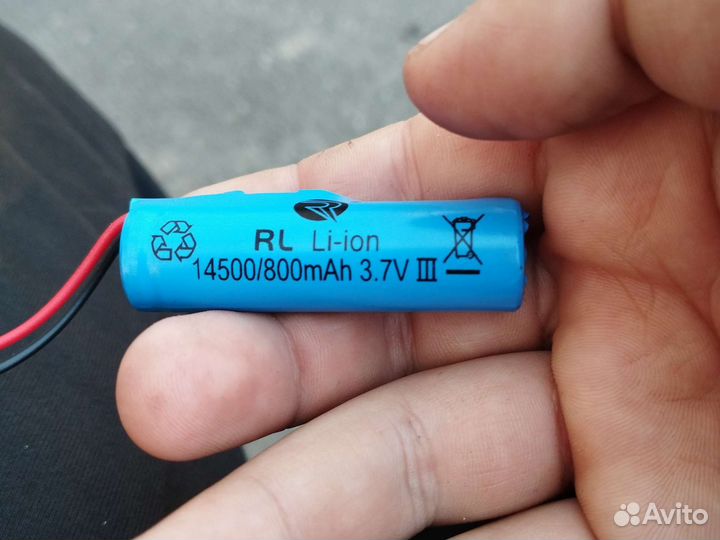 RL Li-ion
14500/800mAh 3.7V III
Avito